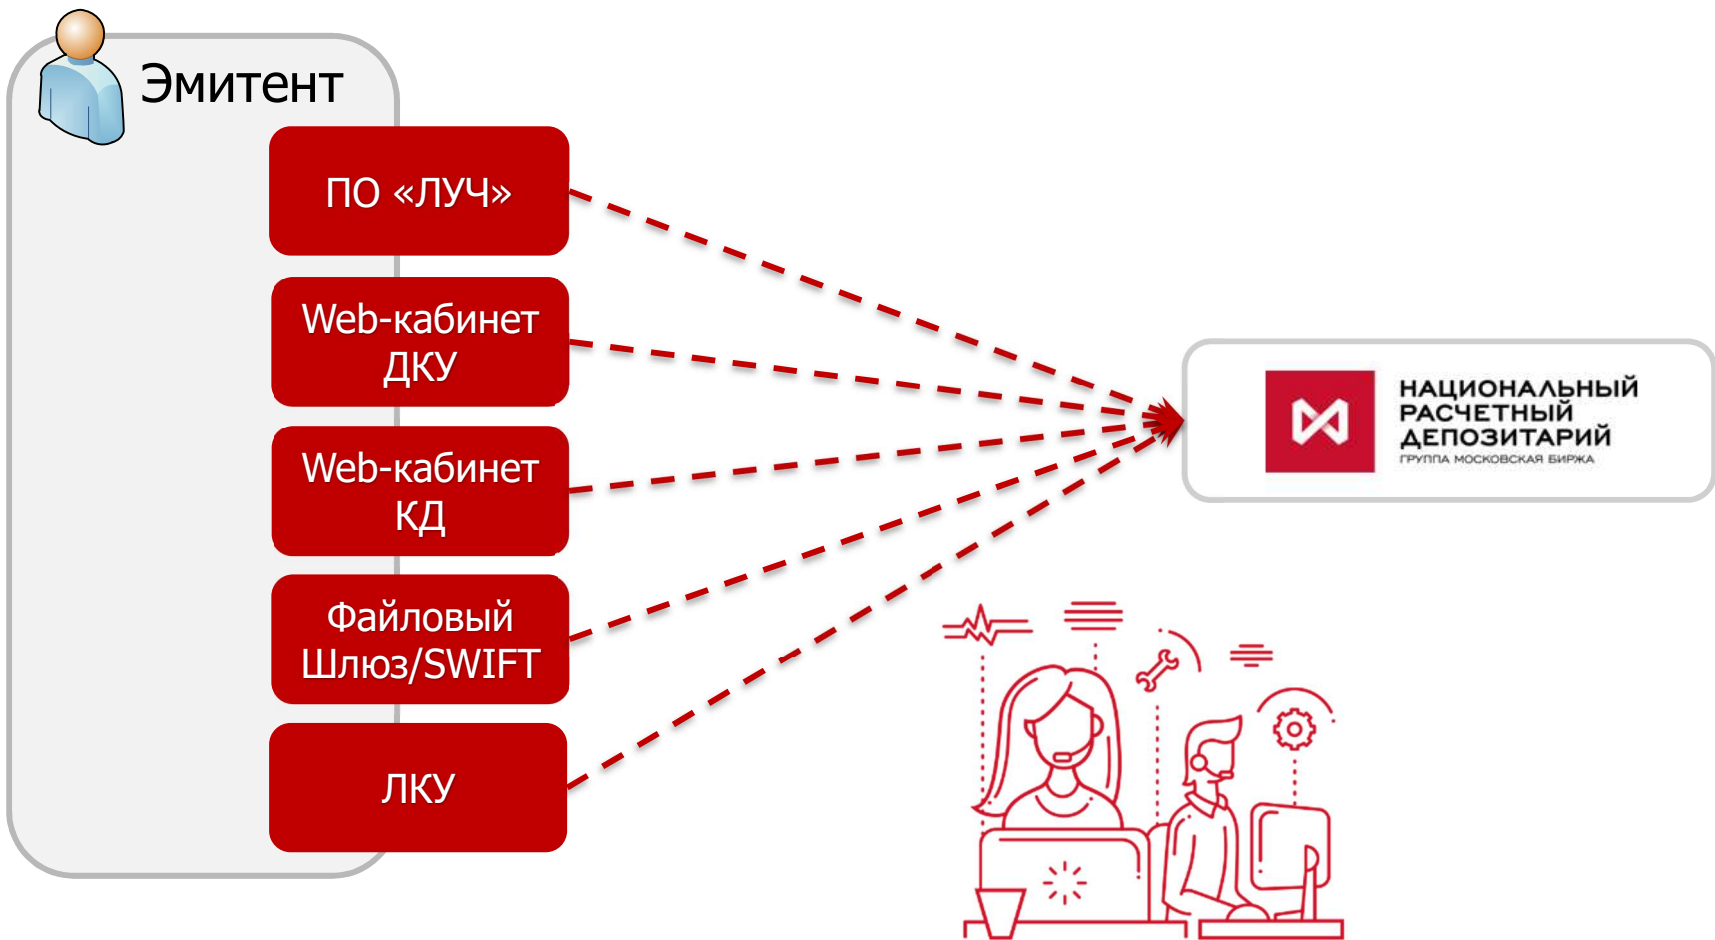 Эмитент
ПО «ЛУЧ»
Web-кабинет
ДКУ
Web-кабинет
КД
Файловый
Шлюз/SWIFT
ЛКУ
НАЦИОНАЛЬНЫЙ
РАСЧЕТНЫЙ
ДЕПОЗИТАРИЙ
ГРУППА МОСКОВСКАЯ БИРЖА